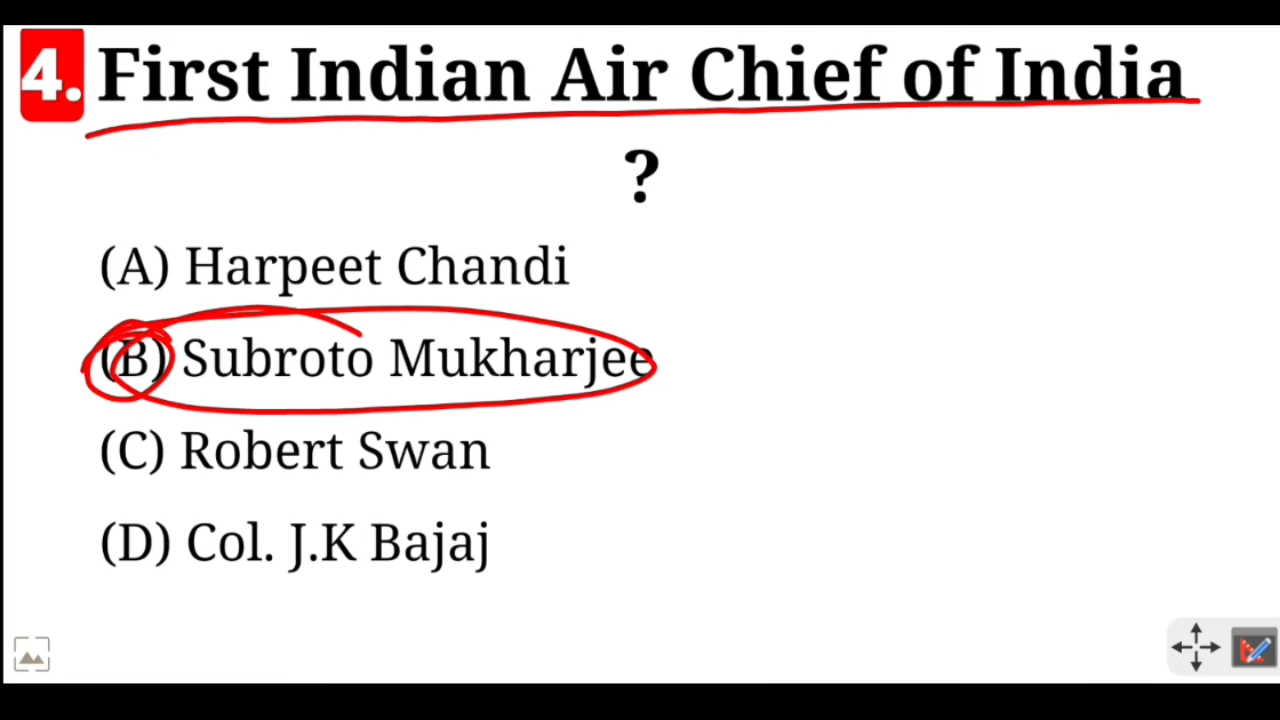 4. First Indian Air Chief of India
?
(A) Harpeet Chandi
(B) Subroto Mukharjee
(C) Robert Swan
(D) Col. J.K Bajaj